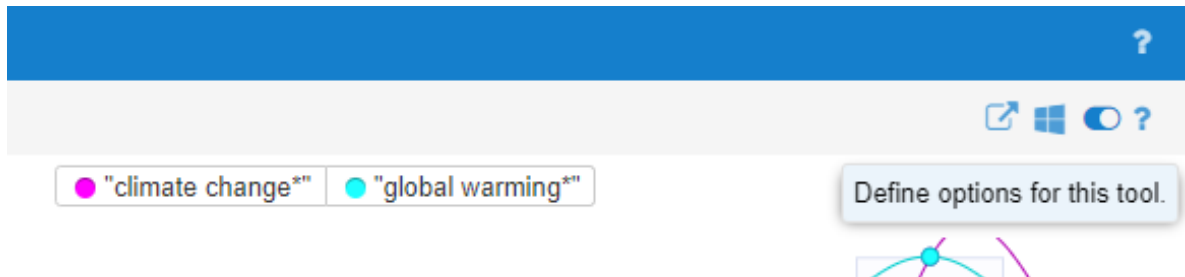 ?
?
"climate change*" "global warming*"
Define options for this tool.